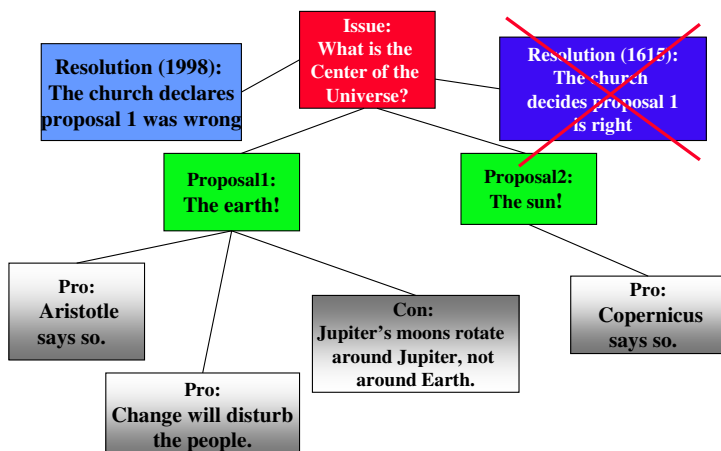 Issue:
What is the
Center of the
Universe?
Resolution (1998):
The church declares
proposal 1 was wrong
Resolution (1615):
The church
decides proposal 1
is right
Proposal1:
The earth!
Proposal2:
The sun!
Pro:
Aristotle
says so.
Pro:
Change will disturb
the people.
Con:
Jupiter's moons rotate
around Jupiter, not
around Earth.
Pro:
Copernicus
says so.